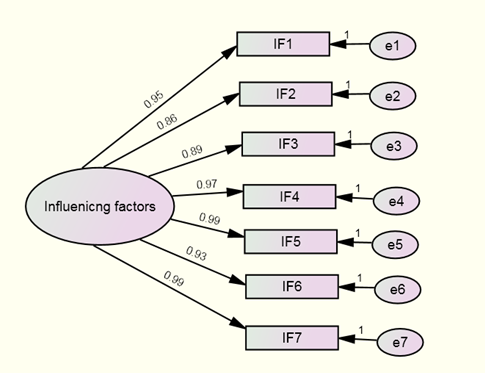 IF1
1
e1
0.95
IF2
1
e2
0.86
IF3
1
e3
0.89
IF4
1
e4
0.97
Influenicng factors
IF5
1
e5
0.99
IF6
1
e6
0.93
IF7
1
e7
0.99